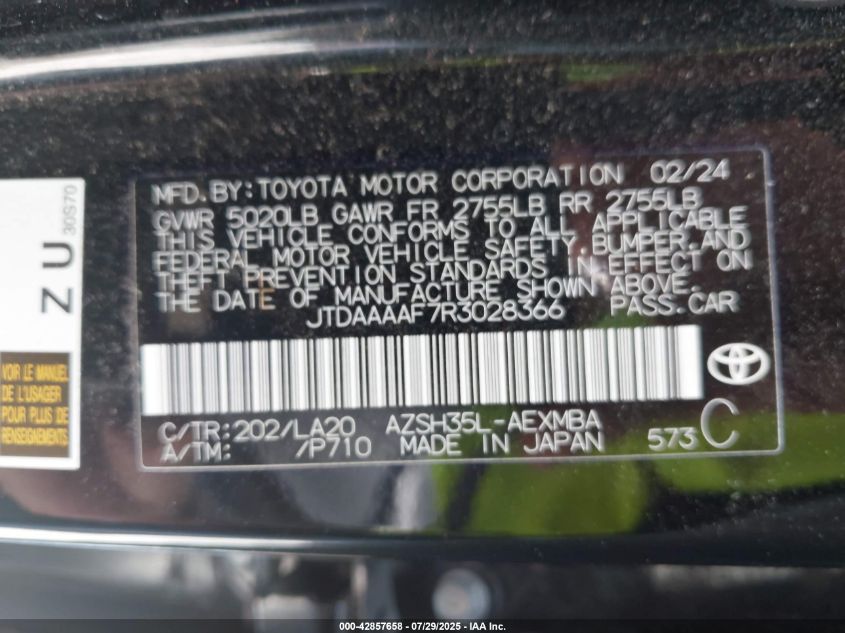 MFD.BY:TOYOTA MOTOR CORPORATION 02/24
GVWR 5020LB GAWR FR 2755LB RR 2755LB
THIS VEHICLE CONFORMS TO ALL APPLICABLE
FEDERAL MOTOR VEHICLE SAFETY,BUMPER,AND
THEFT PREVENTION STANDARDS IN EFFECT ON
THE DATE OF MANUFACTURE SHOWN ABOVE.
JTDAAAAF7R3028366 PASS.CAR
C/TR:202/LA20 AZSH35L-AEXMBA
A/TM: /P710 MADE IN JAPAN 573 C
Z U
30S70
VOIR LE MANUEL
DE L'USAGER
POUR PLUS DE
RENSEIGNEMENTS
000-42857658 - 07/29/2025 - IAA Inc.